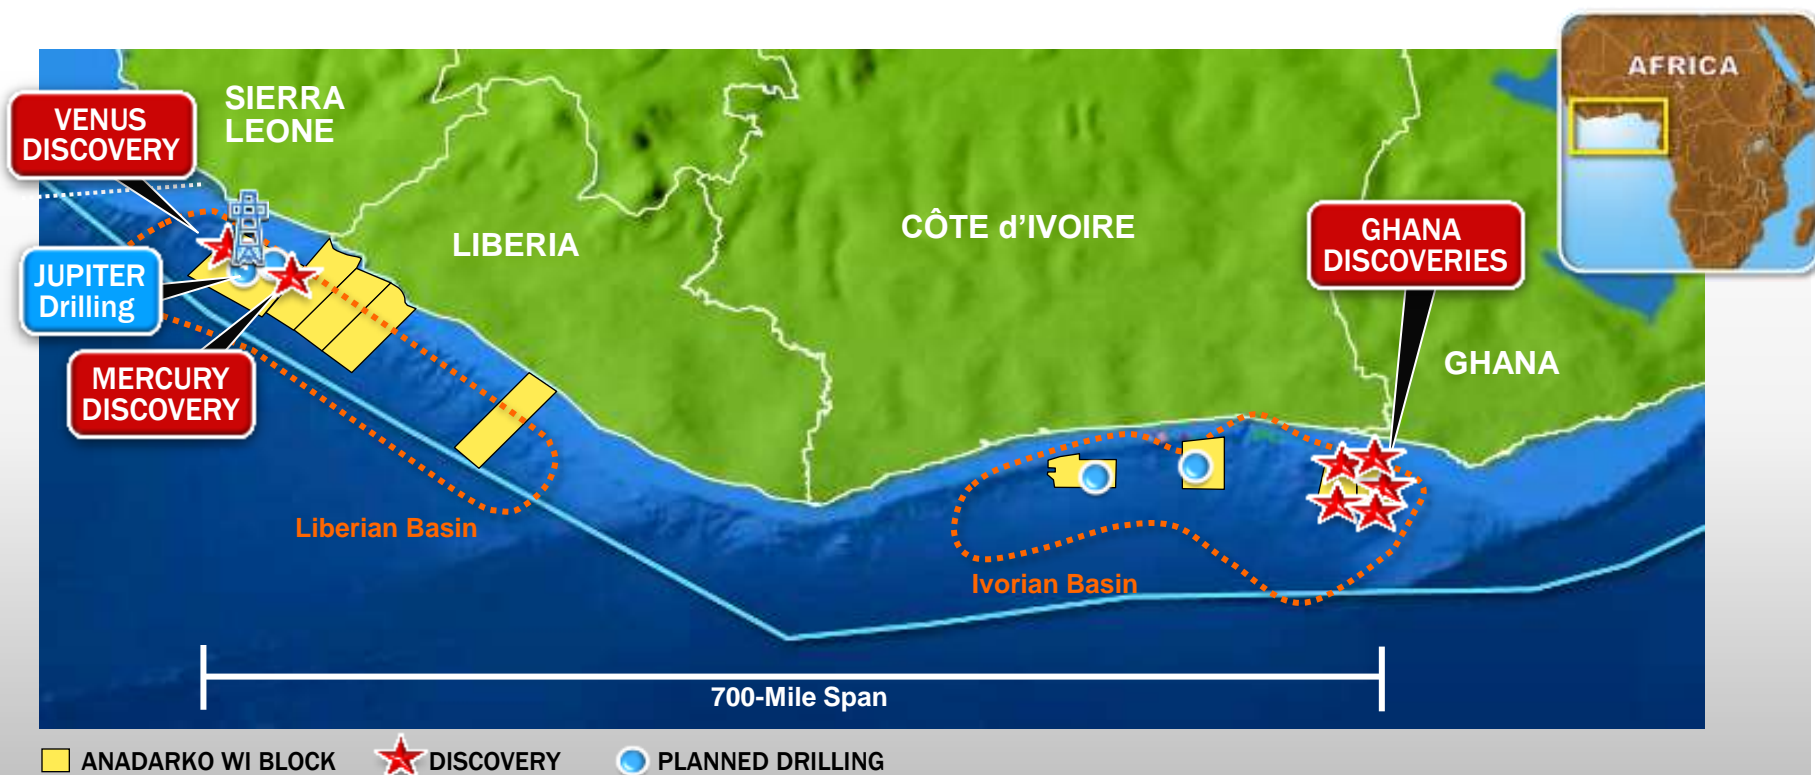 AFRICA
SIERRA
LEONE
VENUS
DISCOVERY
LIBERIA
CÔTE d'IVOIRE
GHANA
DISCOVERIES
JUPITER
Drilling
MERCURY
DISCOVERY
GHANA
Liberian Basin
Ivorian Basin
700-Mile Span
ANADARKO WI BLOCK
DISCOVERY
PLANNED DRILLING